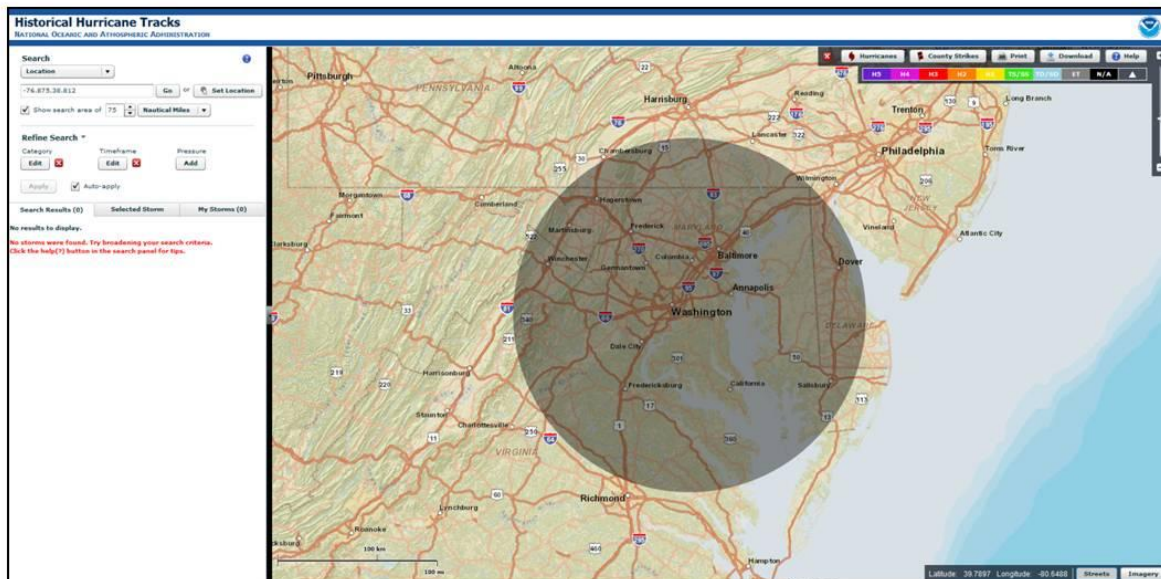 Historical Hurricane Tracks
NATIONAL OCEANIC AND ATMOSPHERIC ADMINISTRATION
Search
Location
-76.875,38.812
Go or Set Location
Show search area of 75 Nautical Miles
Refine Search
Category Timeframe Pressure
Edit Edit Add
Apply Auto-apply
Search Results (0) Selected Storm My Storms (0)
No results to display.
No storms were found. Try broadening your search criteria.
Click the help(?) button in the search panel for tips.
Hurricanes County Strikes Print Download Help
H5 H4 H3 H2 ET N/A
Altoona
Pittsburgh
PENNSYLVANIA
Harrisburg
Reading
Trenton
Long Branch
Lancaster
Philadelphia
Toms River
Chambersburg
Wilmington
NEW JERSEY
Morgantown
Cumberland
Hagerstown
Fairmont
Martinsburg
Frederick
MARYLAND
Vineland
Atlantic City
Clarksburg
Winchester
Germantown
Columbia
Baltimore
Dover
Annapolis
Washington
DELAWARE
Dale City
Harrisonburg
Fredericksburg
California
Salisbury
Staunton
Charlottesville
VIRGINIA
Richmond
Lynchburg
Roanoke
Hampton
100 km
100 mi
Latitude: 39.7897 Longitude: -80.6488 Streets Imagery